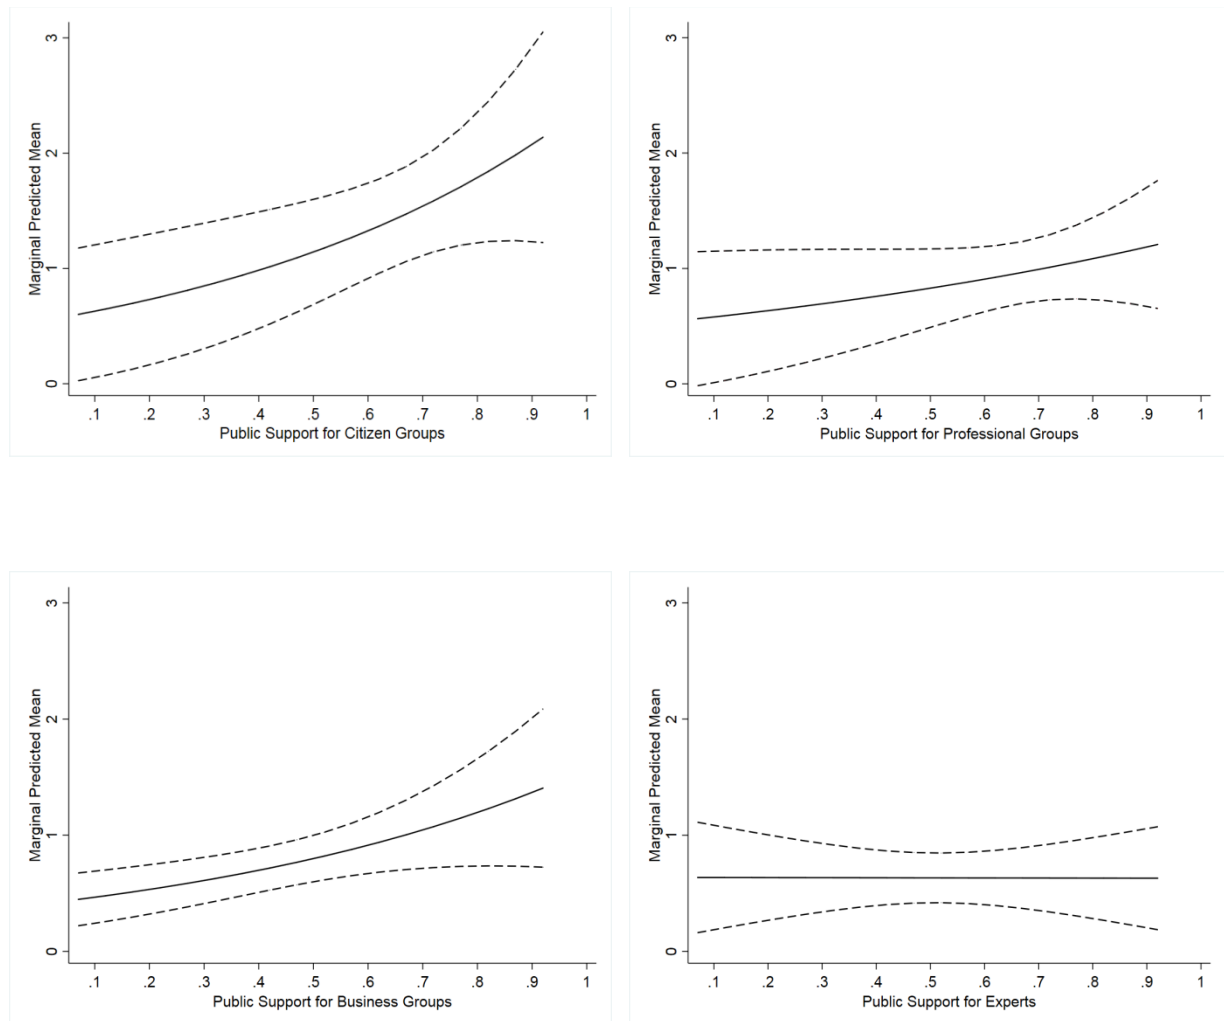 Marginal Predicted Mean
3
2
1
0
.1 .2 .3 .4 .5 .6 .7 .8 .9 1
Public Support for Citizen Groups
Marginal Predicted Mean
3
2
1
0
.1 .2 .3 .4 .5 .6 .7 .8 .9 1
Public Support for Professional Groups
Marginal Predicted Mean
3
2
1
0
.1 .2 .3 .4 .5 .6 .7 .8 .9 1
Public Support for Business Groups
Marginal Predicted Mean
3
2
1
0
.1 .2 .3 .4 .5 .6 .7 .8 .9 1
Public Support for Experts